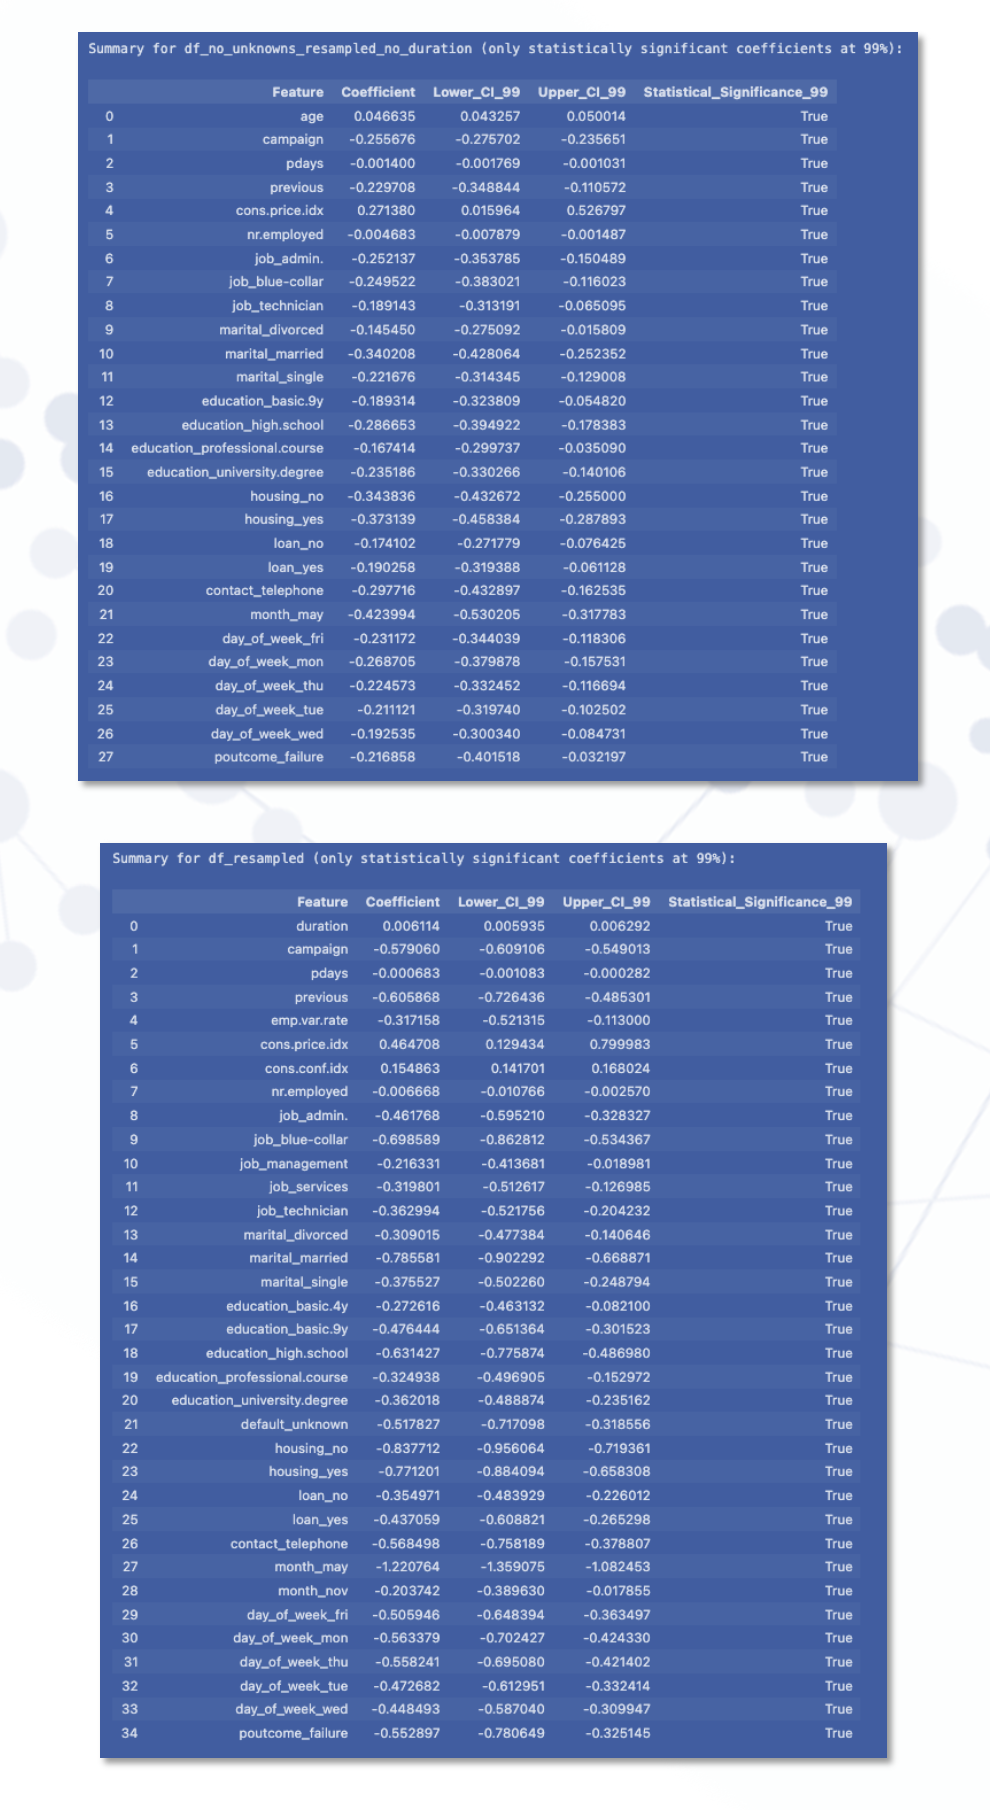 Summary for df_no_unknowns_resampled_no_duration (only statistically significant coefficients at 99%):
Feature Coefficient Lower_CI_99 Upper_CI_99 Statistical_Significance_99
0 age 0.046635 0.043257 0.050014 True
1 campaign -0.255676 -0.275702 -0.235651 True
2 pdays -0.001400 -0.001769 -0.001031 True
3 previous -0.229708 -0.348844 -0.110572 True
4 cons.price.idx 0.271380 0.015964 0.526797 True
5 nr.employed -0.004683 -0.007879 -0.001487 True
6 job_admin. -0.252137 -0.353785 -0.150489 True
7 job_blue-collar -0.249522 -0.383021 -0.116023 True
8 job_technician -0.189143 -0.313191 -0.065095 True
9 marital_divorced -0.145450 -0.275092 -0.015809 True
10 marital_married -0.340208 -0.428064 -0.252352 True
11 marital_single -0.221676 -0.314345 -0.129008 True
12 education_basic.9y -0.189314 -0.323809 -0.054820 True
13 education_high.school -0.286653 -0.394922 -0.178383 True
14 education_professional.course -0.167414 -0.299737 -0.035090 True
15 education_university.degree -0.235186 -0.330266 -0.140106 True
16 housing_no -0.343836 -0.432672 -0.255000 True
17 housing_yes -0.373139 -0.458384 -0.287893 True
18 loan_no -0.174102 -0.271779 -0.076425 True
19 loan_yes -0.190258 -0.319388 -0.061128 True
20 contact_telephone -0.297716 -0.432897 -0.162535 True
21 month_may -0.423994 -0.530205 -0.317783 True
22 day_of_week_fri -0.231172 -0.344039 -0.118306 True
23 day_of_week_mon -0.268705 -0.379878 -0.157531 True
24 day_of_week_thu -0.224573 -0.332452 -0.116694 True
25 day_of_week_tue -0.211121 -0.319740 -0.102502 True
26 day_of_week_wed -0.192535 -0.300340 -0.084731 True
27 poutcome_failure -0.216858 -0.401518 -0.032197 True
Summary for df_resampled (only statistically significant coefficients at 99%):
Feature Coefficient Lower_CI_99 Upper_CI_99 Statistical_Significance_99
0 duration 0.006114 0.005935 0.006292 True
1 campaign -0.579060 -0.609106 -0.549013 True
2 pdays -0.000683 -0.001083 -0.000282 True
3 previous -0.605868 -0.726436 -0.485301 True
4 emp.var.rate -0.317158 -0.521315 -0.113000 True
5 cons.price.idx 0.464708 0.129434 0.799983 True
6 cons.conf.idx 0.154863 0.141701 0.168024 True
7 nr.employed -0.006668 -0.010766 -0.002570 True
8 job_admin. -0.461768 -0.595210 -0.328327 True
9 job_blue-collar -0.698589 -0.862812 -0.534367 True
10 job_management -0.216331 -0.413681 -0.018981 True
11 job_services -0.319801 -0.512617 -0.126985 True
12 job_technician -0.362994 -0.521756 -0.204232 True
13 marital_divorced -0.309015 -0.477384 -0.140646 True
14 marital_married -0.785581 -0.902292 -0.668871 True
15 marital_single -0.375527 -0.502260 -0.248794 True
16 education_basic.4y -0.272616 -0.463132 -0.082100 True
17 education_basic.9y -0.476444 -0.651364 -0.301523 True
18 education_high.school -0.631427 -0.775874 -0.486980 True
19 education_professional.course -0.324938 -0.496905 -0.152972 True
20 education_university.degree -0.362018 -0.488874 -0.235162 True
21 default_unknown -0.517827 -0.717098 -0.318556 True
22 housing_no -0.837712 -0.956064 -0.719361 True
23 housing_yes -0.771201 -0.884094 -0.658308 True
24 loan_no -0.354971 -0.483929 -0.226012 True
25 loan_yes -0.437059 -0.608821 -0.265298 True
26 contact_telephone -0.568498 -0.758189 -0.378807 True
27 month_may -1.220764 -1.359075 -1.082453 True
28 month_nov -0.203742 -0.389630 -0.017855 True
29 day_of_week_fri -0.505946 -0.648394 -0.363497 True
30 day_of_week_mon -0.563379 -0.702427 -0.424330 True
31 day_of_week_thu -0.558241 -0.695080 -0.421402 True
32 day_of_week_tue -0.472682 -0.612951 -0.332414 True
33 day_of_week_wed -0.448493 -0.587040 -0.309947 True
34 poutcome_failure -0.552897 -0.780649 -0.325145 True